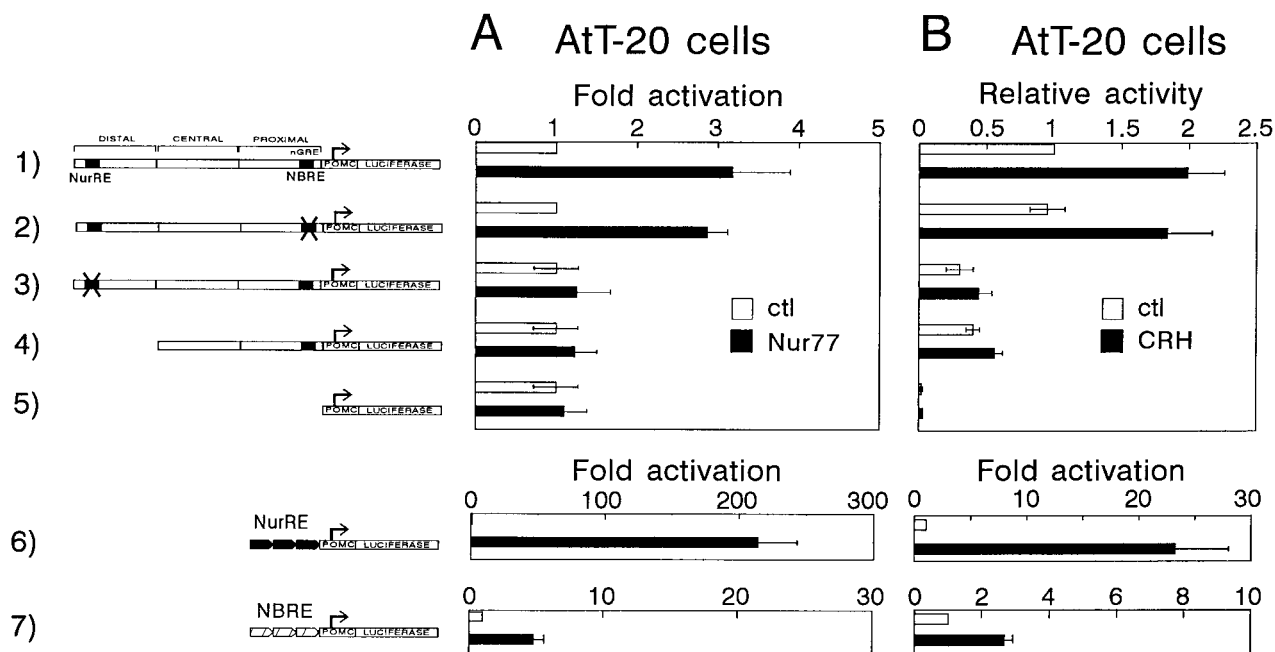 A AtT-20 cells
B AtT-20 cells
Fold activation
Relative activity
0 1 2 3 4 5
0 0.5 1 1.5 2 2.5
DISTAL CENTRAL PROXIMAL
nGRE
1) POMC LUCIFERASE
NurRE NBRE
2) POMC LUCIFERASE
3) POMC LUCIFERASE
4) POMC LUCIFERASE
5) POMC LUCIFERASE
ctl
Nur77
ctl
CRH
Fold activation
Fold activation
0 100 200 300
0 10 20 30
NurRE
6) POMC LUCIFERASE
0 10 20 30
0 2 4 6 8 10
NBRE
7) POMC LUCIFERASE